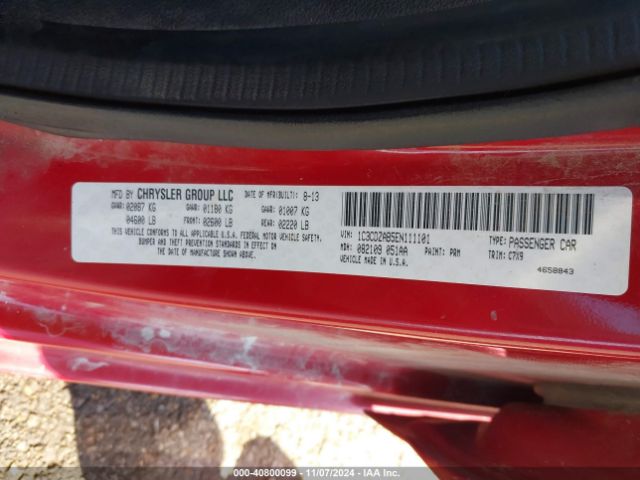 MFD BY CHRYSLER GROUP LLC DATE OF MFR(BUILT): 8-13
GVWR: 02087 KG GAWR: 01180 KG GAWR: 01007 KG
04600 LB FRONT: 02600 LB REAR: 02220 LB
THIS VEHICLE CONFORMS TO ALL APPLICABLE U.S.A. FEDERAL MOTOR VEHICLE SAFETY,
BUMPER AND THEFT PREVENTION STANDARDS IN EFFECT ON
THE DATE OF MANUFACTURE SHOWN ABOVE.
VIN: 1C3CDZAB5EN111101 TYPE: PASSENGER CAR
MDH: 082109 051AA PAINT: PRM TRIM: C7X9
VEHICLE MADE IN U.S.A.
4658843
000-40800099 | 11/07/2024 | IAA Inc.